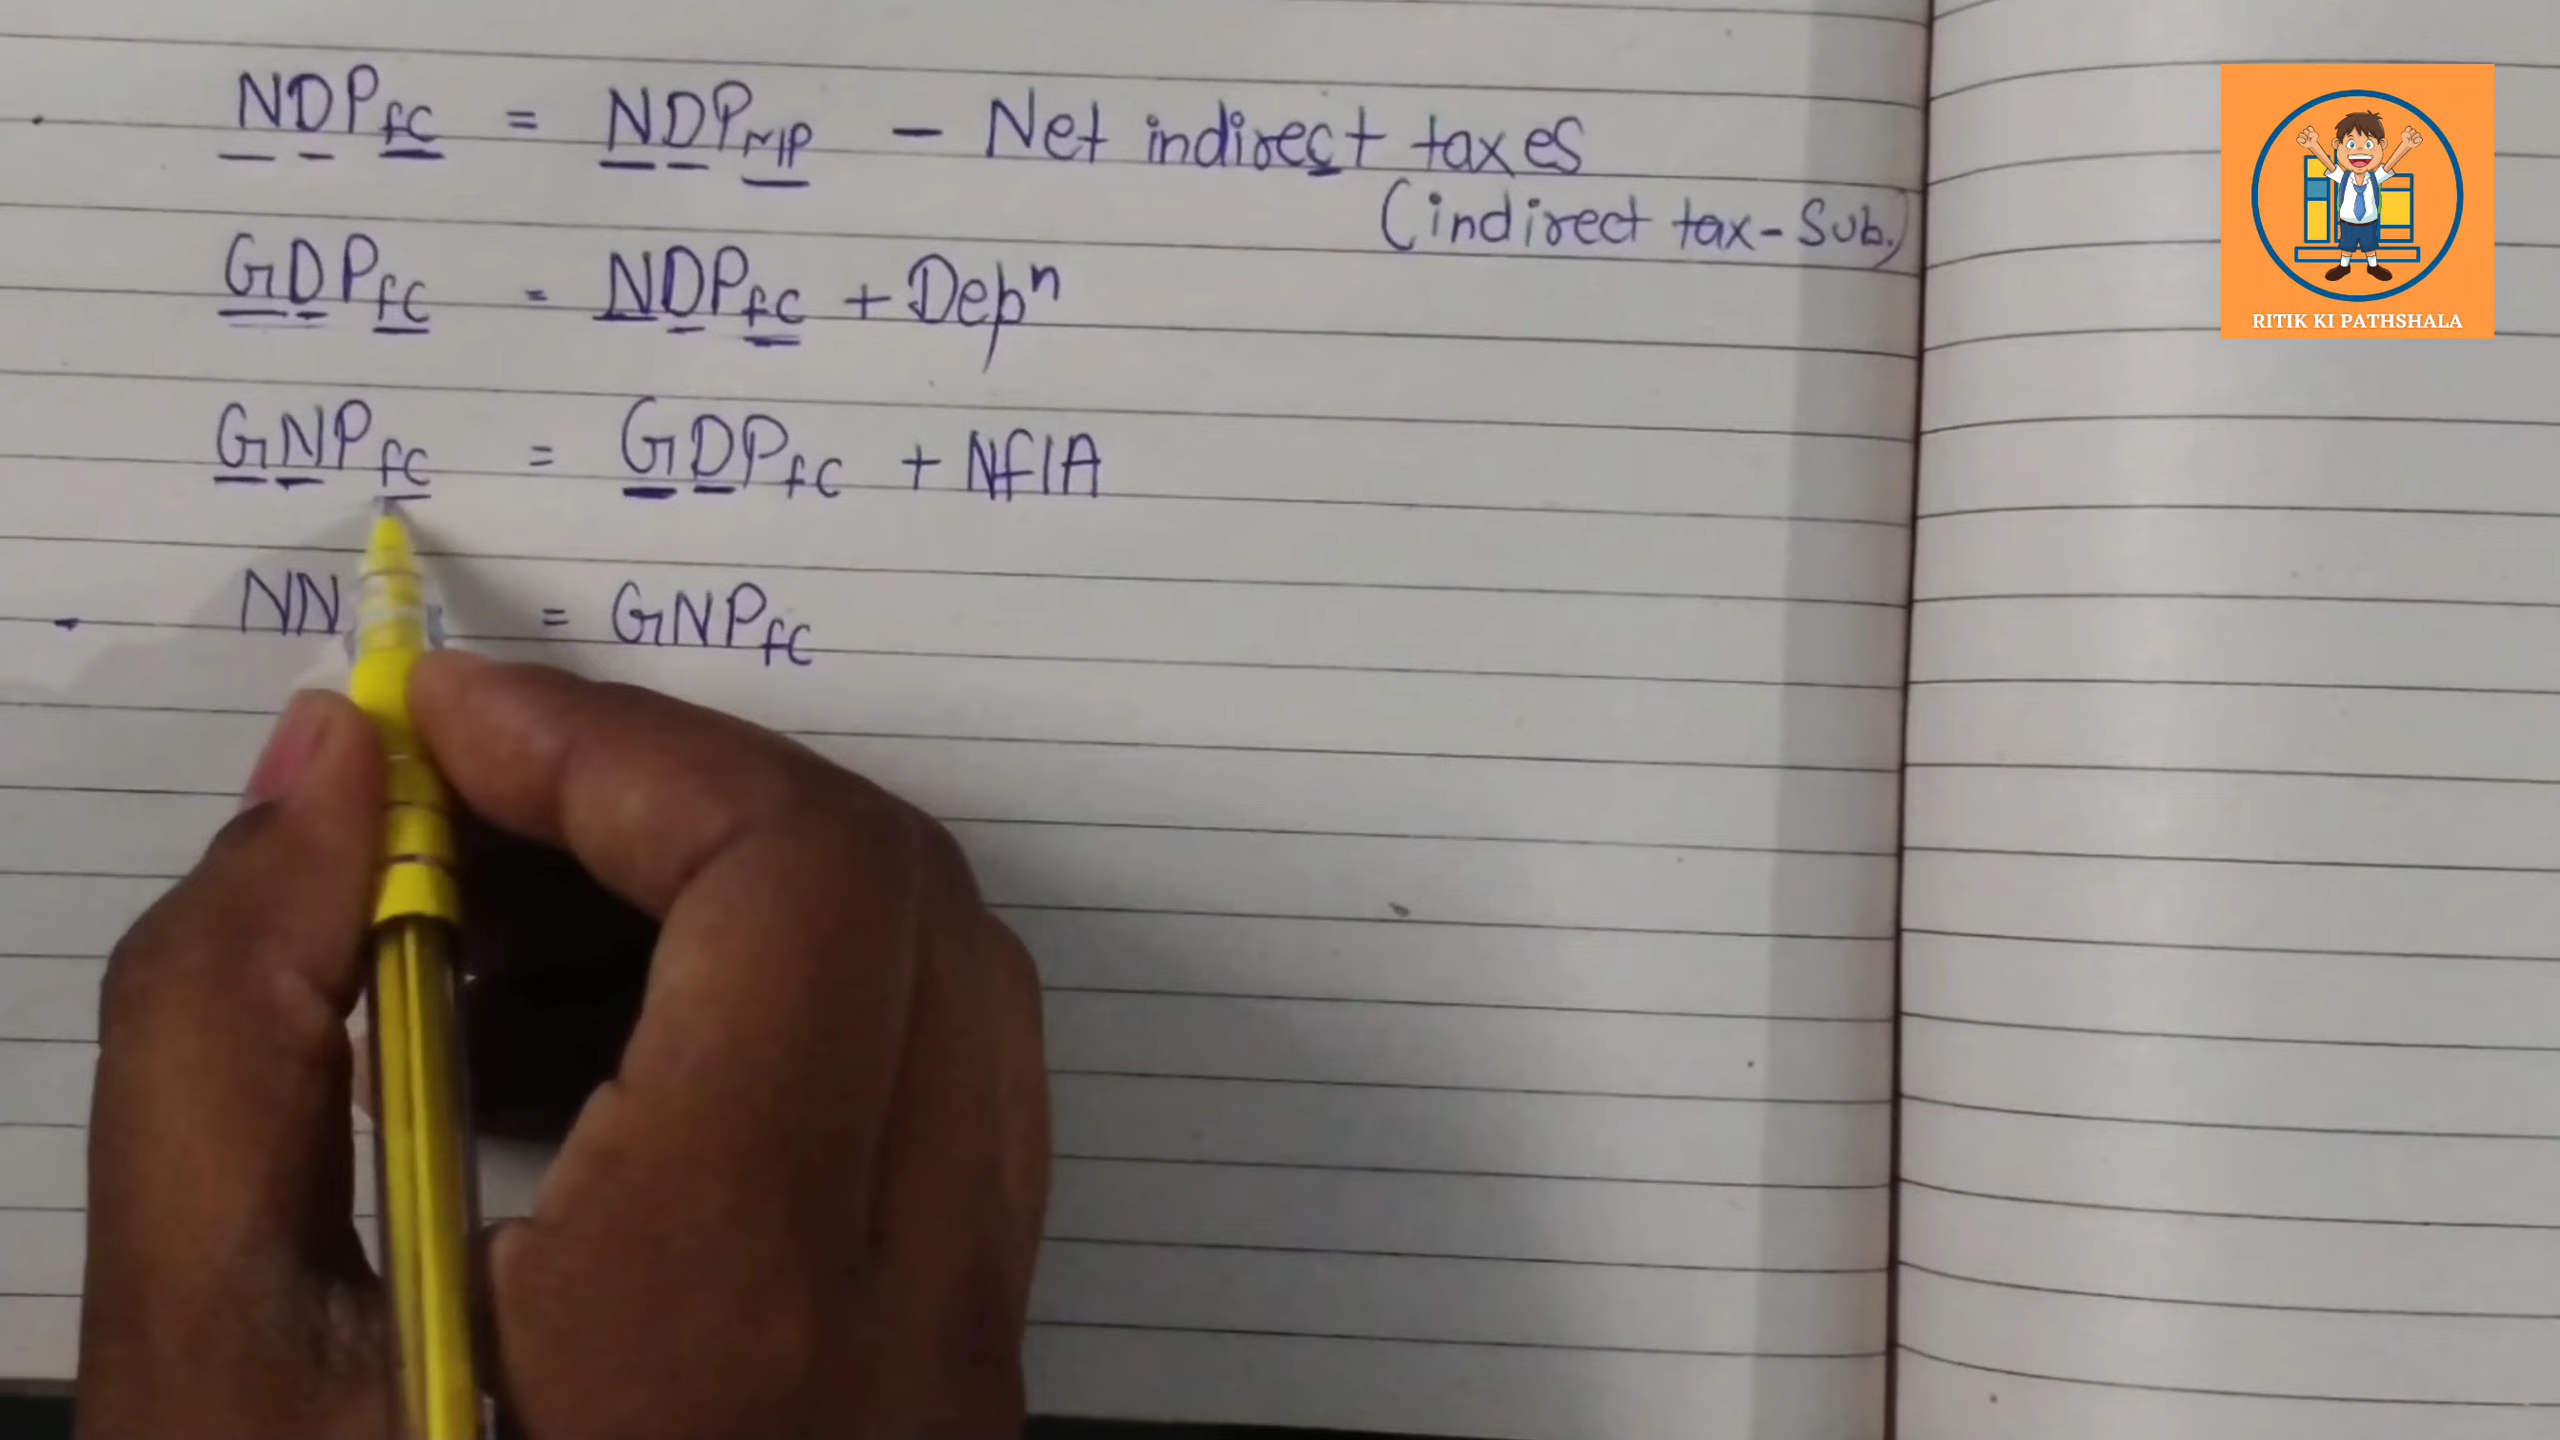 NDPfc = NDPMP - Net indirect taxes
(indirect tax - Sub.)
GDPfc = NDPfc + Depn
GNPfc = GDPfc + NFIA
NN = GNPfc
RITIK KI PATHSHALA